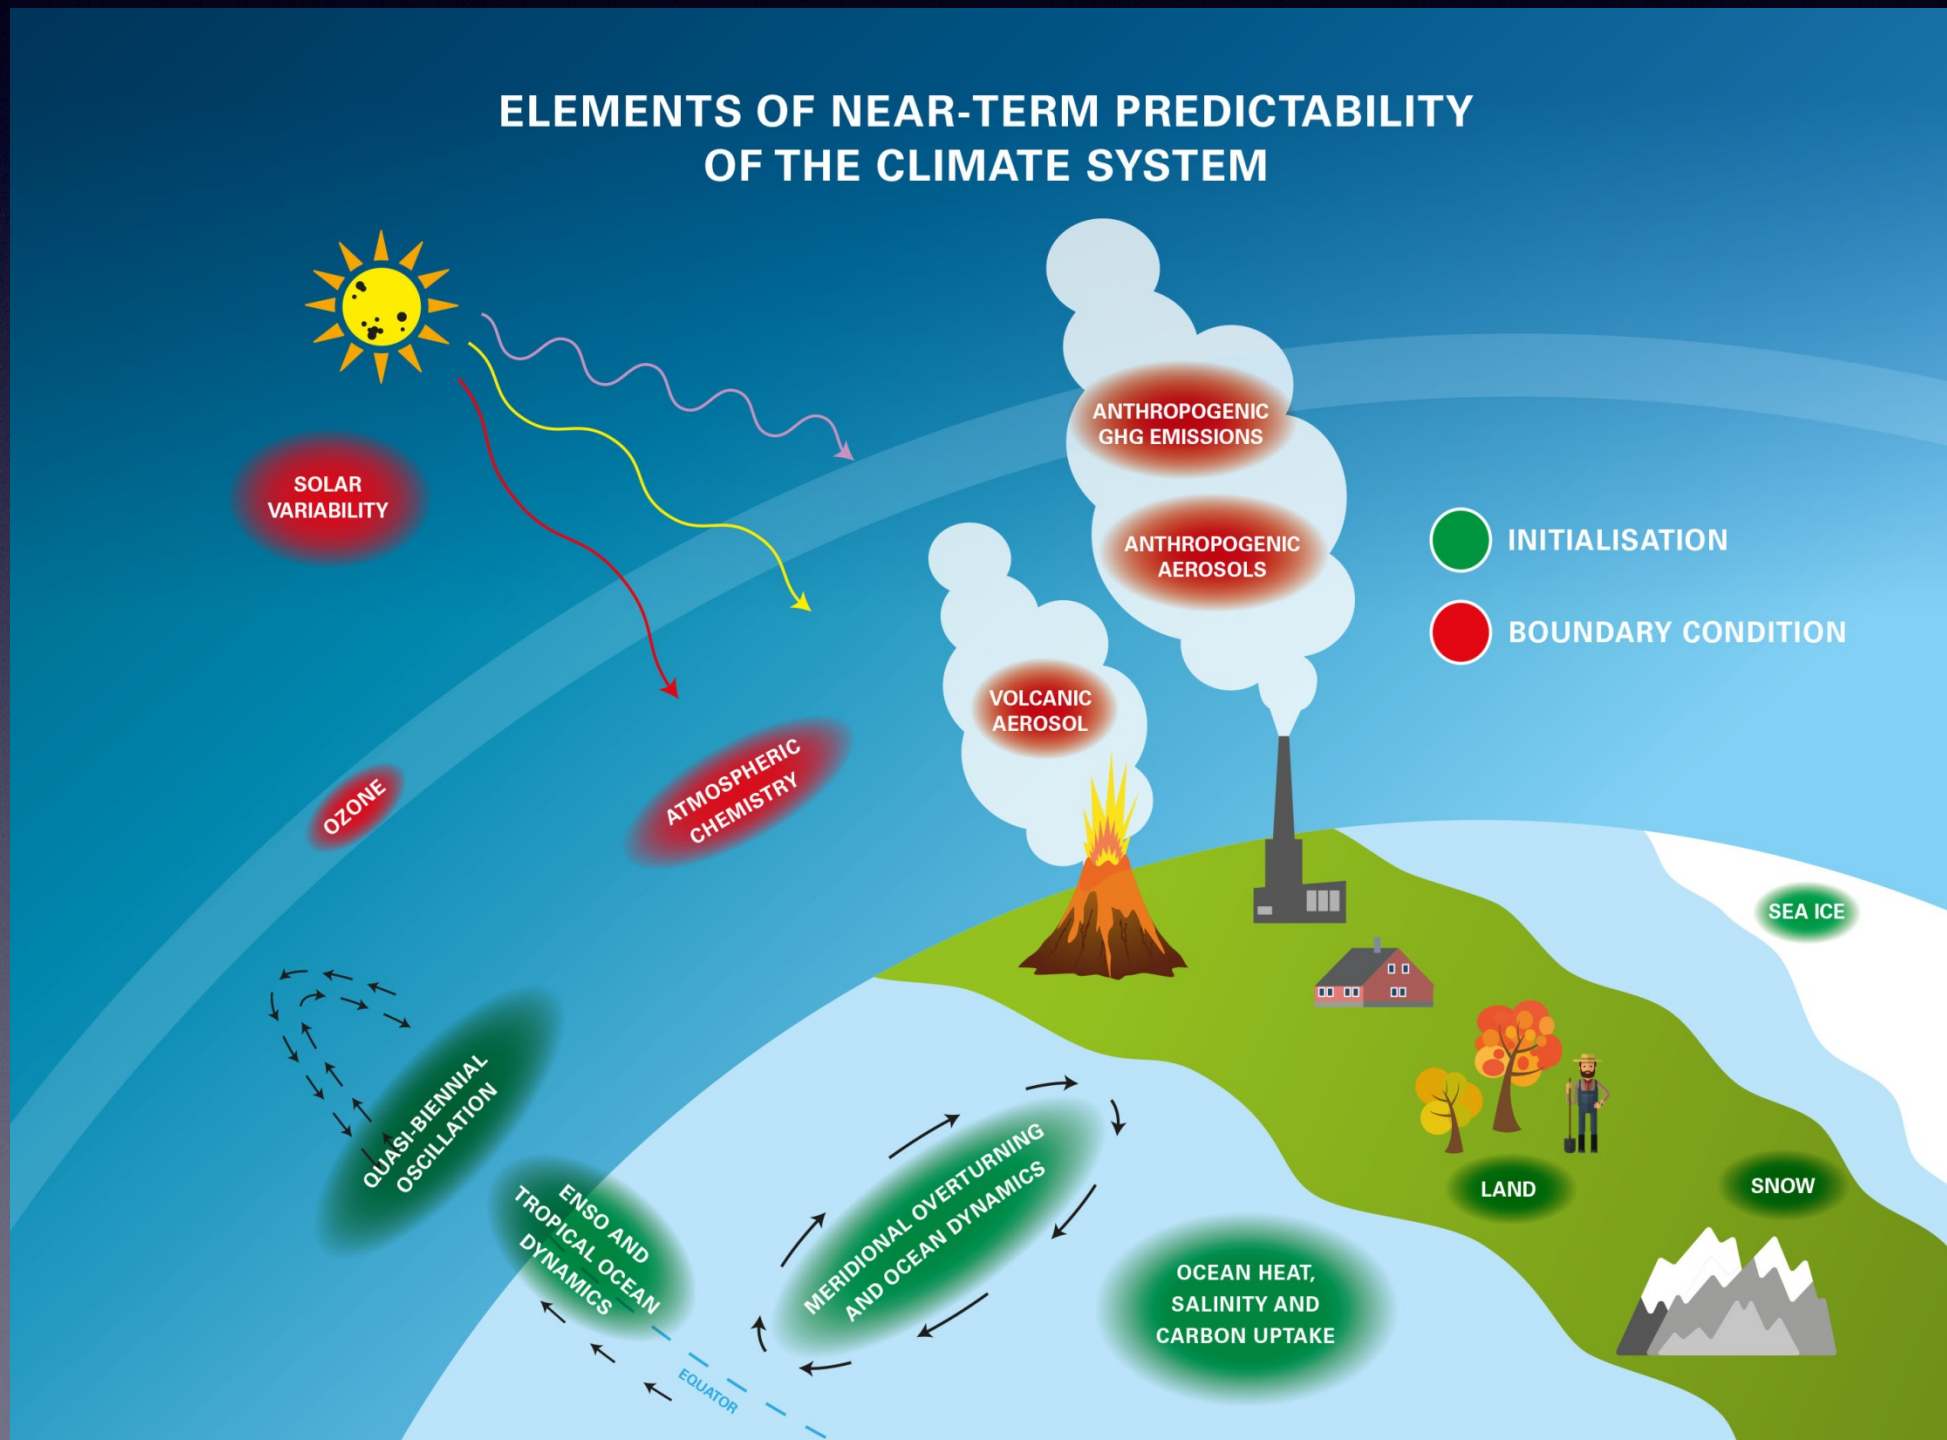 ELEMENTS OF NEAR-TERM PREDICTABILITY
OF THE CLIMATE SYSTEM
ANTHROPOGENIC
GHG EMISSIONS
SOLAR
VARIABILITY
ANTHROPOGENIC
AEROSOLS
INITIALISATION
BOUNDARY CONDITION
VOLCANIC
AEROSOL
OZONE
ATMOSPHERIC
CHEMISTRY
SEA ICE
QUASI-BIENNIAL
OSCILLATION
ENSO AND
TROPICAL OCEAN
DYNAMICS
MERIDIONAL OVERTURNING
AND OCEAN DYNAMICS
LAND
SNOW
OCEAN HEAT,
SALINITY AND
CARBON UPTAKE
EQUATOR